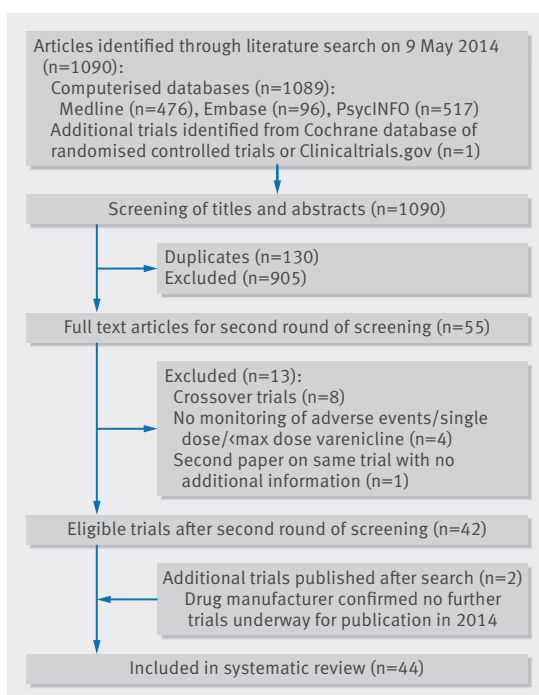 Articles identified through literature search on 9 May 2014
(n=1090):
Computerised databases (n=1089):
Medline (n=476), Embase (n=96), PsycINFO (n=517)
Additional trials identified from Cochrane database of
randomised controlled trials or Clinicaltrials.gov (n=1)
Screening of titles and abstracts (n=1090)
Duplicates (n=130)
Excluded (n=905)
Full text articles for second round of screening (n=55)
Excluded (n=13):
Crossover trials (n=8)
No monitoring of adverse events/single
dose/<max dose varenicline (n=4)
Second paper on same trial with no
additional information (n=1)
Eligible trials after second round of screening (n=42)
Additional trials published after search (n=2)
Drug manufacturer confirmed no further
trials underway for publication in 2014
Included in systematic review (n=44)